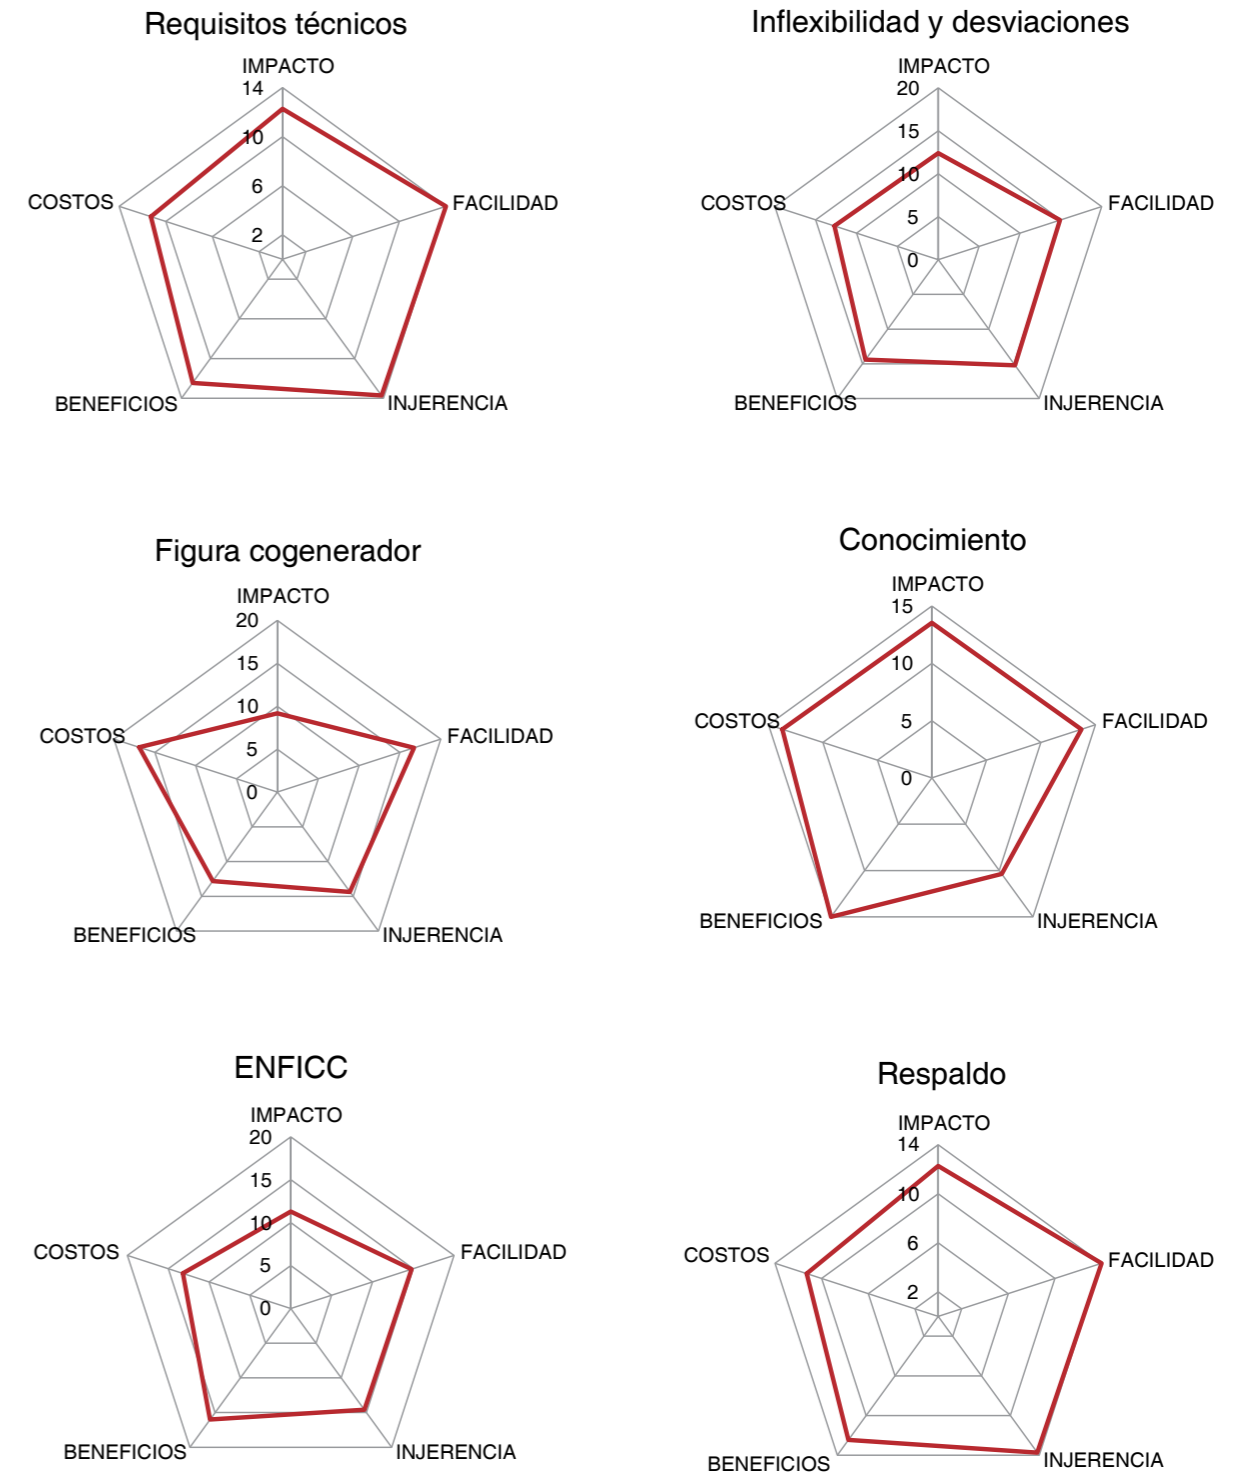 Requisitos técnicos
IMPACTO
14
10
6
2
COSTOS
FACILIDAD
BENEFICIOS
INJERENCIA
Inflexibilidad y desviaciones
IMPACTO
20
15
10
5
0
COSTOS
FACILIDAD
BENEFICIOS
INJERENCIA
Figura cogenerador
IMPACTO
20
15
10
5
0
COSTOS
FACILIDAD
BENEFICIOS
INJERENCIA
Conocimiento
IMPACTO
15
10
5
0
COSTOS
FACILIDAD
BENEFICIOS
INJERENCIA
ENFICC
IMPACTO
20
15
10
5
0
COSTOS
FACILIDAD
BENEFICIOS
INJERENCIA
Respaldo
IMPACTO
14
10
6
2
COSTOS
FACILIDAD
BENEFICIOS
INJERENCIA